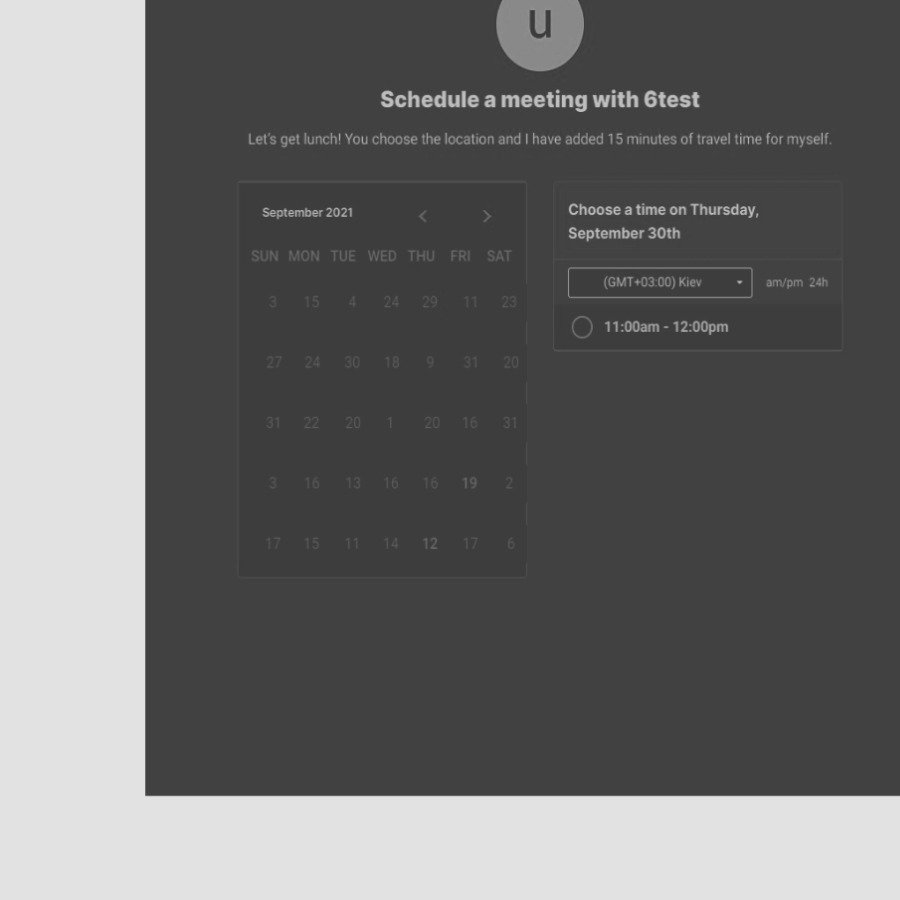 u
Schedule a meeting with 6test
Let's get lunch! You choose the location and I have added 15 minutes of travel time for myself.
September 2021
SUN MON TUE WED THU FRI SAT
3 15 4 24 29 11 23
27 24 30 18 9 31 20
31 22 20 1 20 16 31
3 16 13 16 16 19 2
17 15 11 14 12 17 6
Choose a time on Thursday,
September 30th
(GMT+03:00) Kiev am/pm 24h
11:00am - 12:00pm